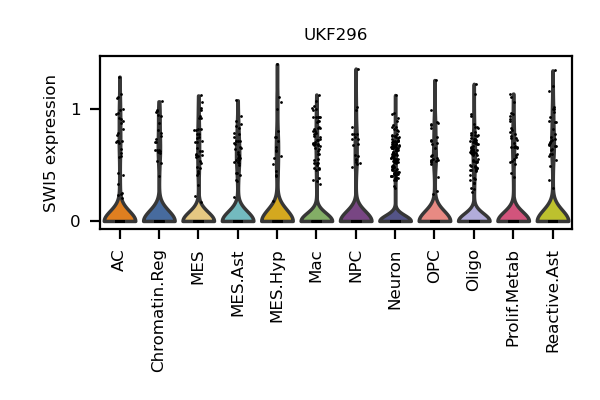 UKF296
SWI5 expression
1
0
AC
Chromatin.Reg
MES
MES.Ast
MES.Hyp
Mac
NPC
Neuron
OPC
Oligo
Prolif.Metab
Reactive.Ast